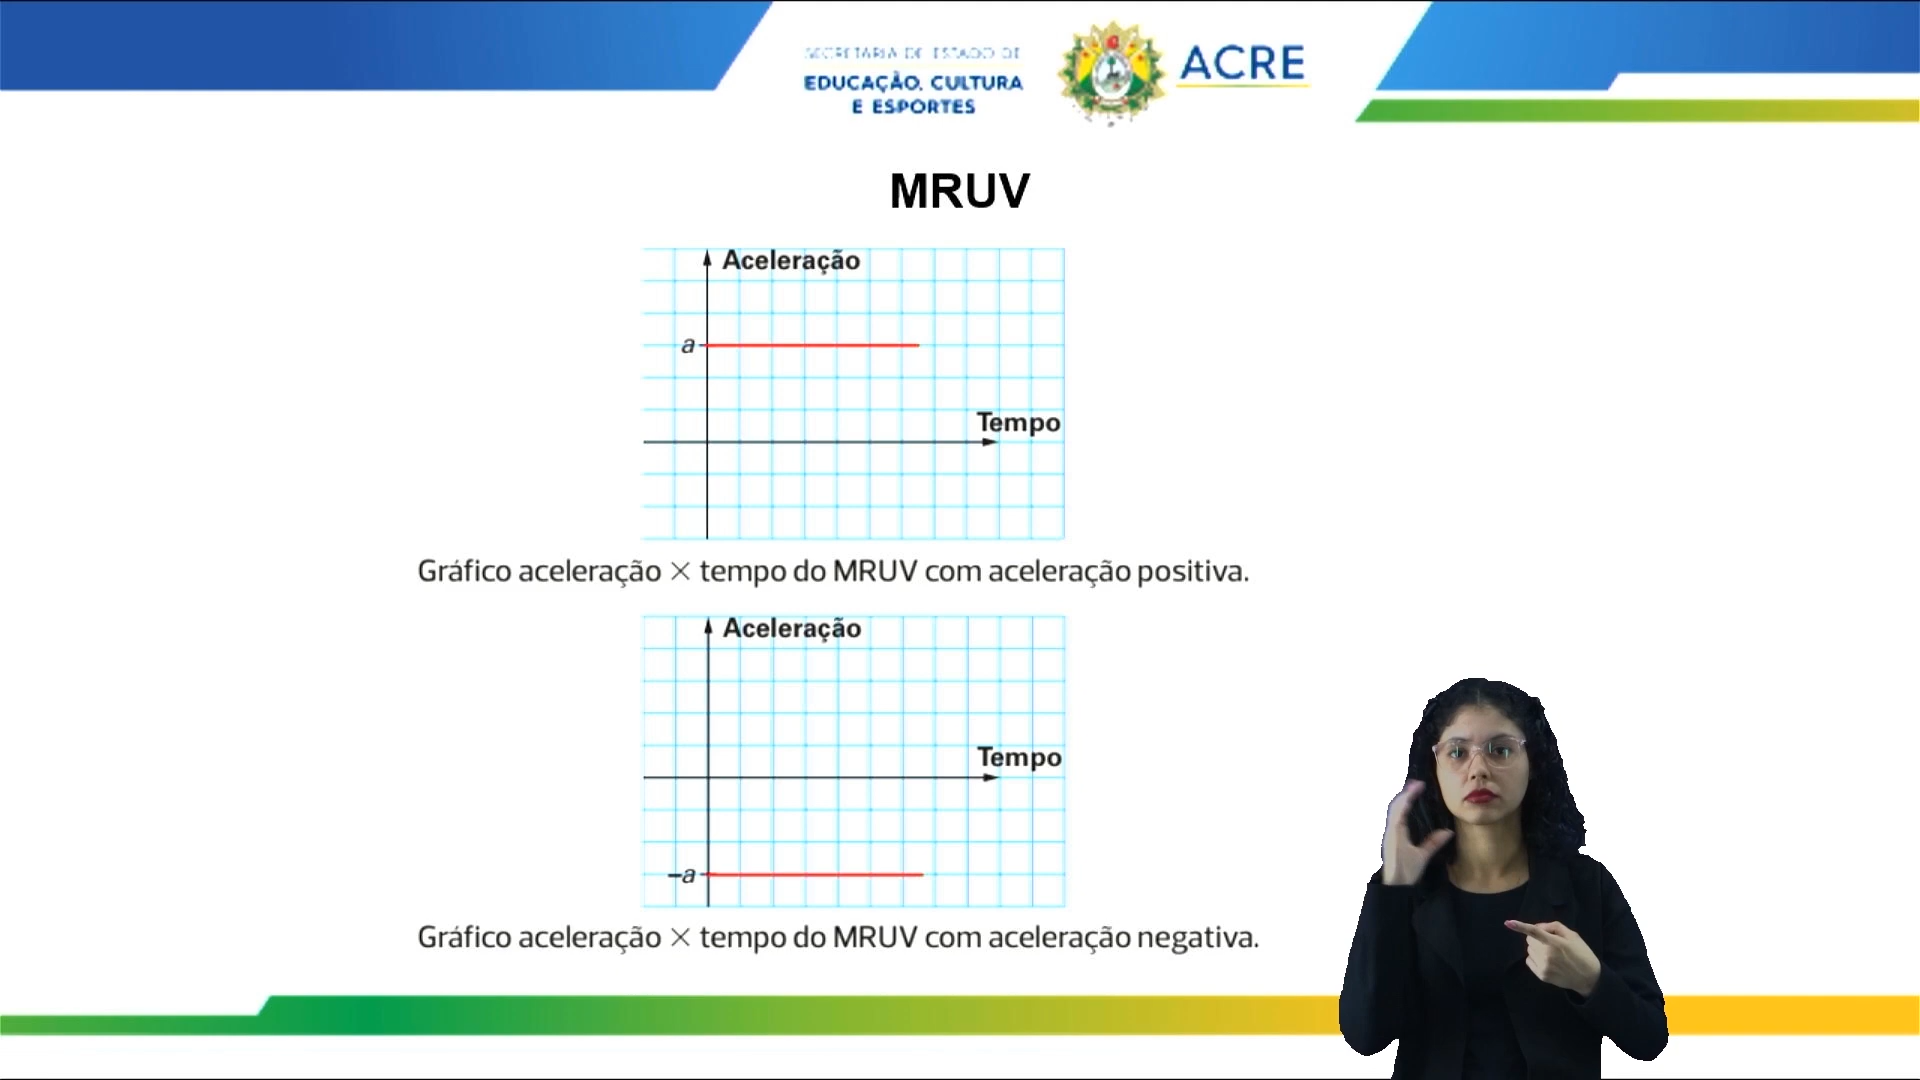 SECRETARIA DE ESTADO DE
EDUCAÇÃO, CULTURA
E ESPORTES
ACRE
MRUV
Aceleração
a
Tempo
Gráfico aceleração × tempo do MRUV com aceleração positiva.
Aceleração
Tempo
–a
Gráfico aceleração × tempo do MRUV com aceleração negativa.